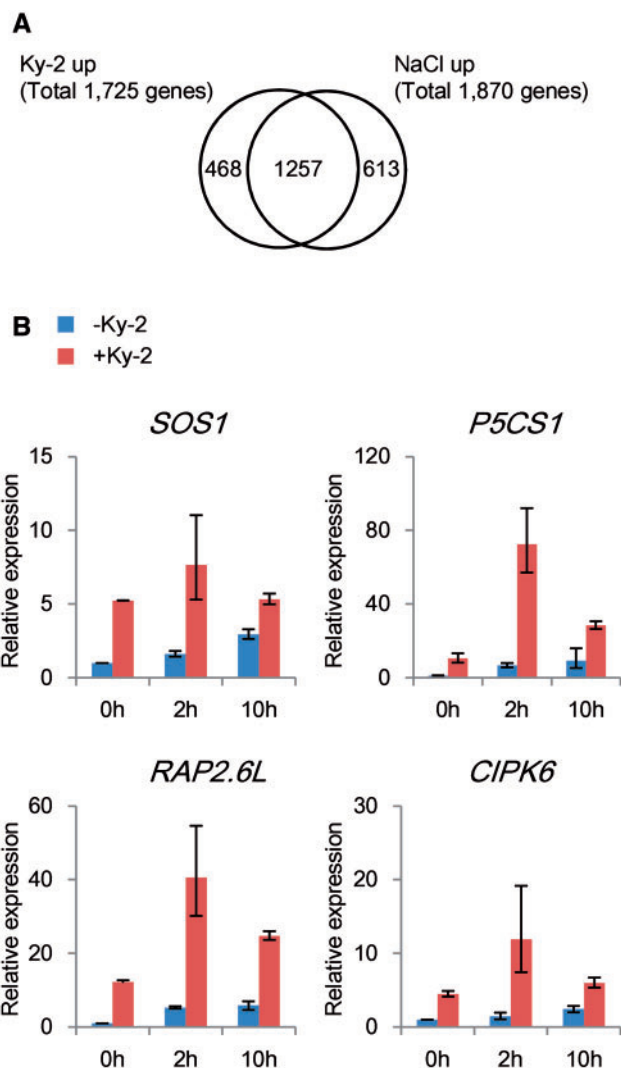 A
Ky-2 up
(Total 1,725 genes)
NaCl up
(Total 1,870 genes)
468
1257
613
B
-Ky-2
+Ky-2
SOS1
Relative expression
15
10
5
0
0h 2h 10h
P5CS1
Relative expression
120
80
40
0
0h 2h 10h
RAP2.6L
Relative expression
60
40
20
0
0h 2h 10h
CIPK6
Relative expression
30
20
10
0
0h 2h 10h